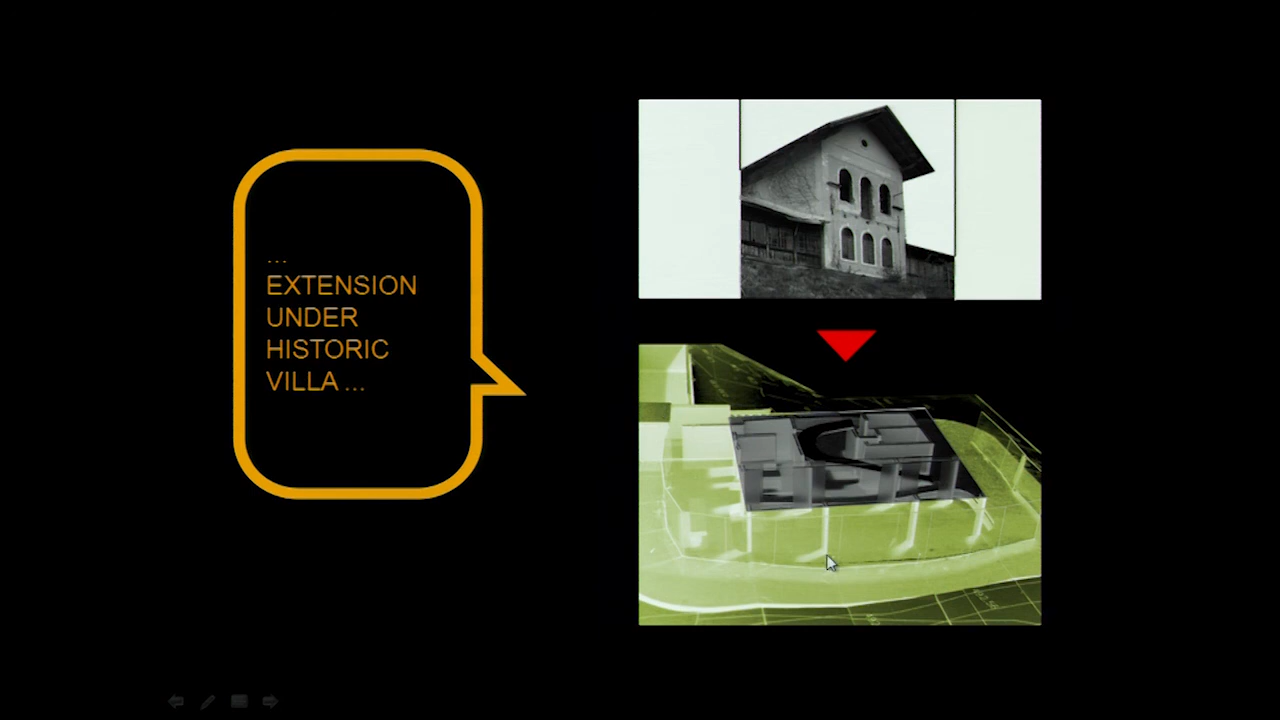 ...
EXTENSION
UNDER
HISTORIC
VILLA ...